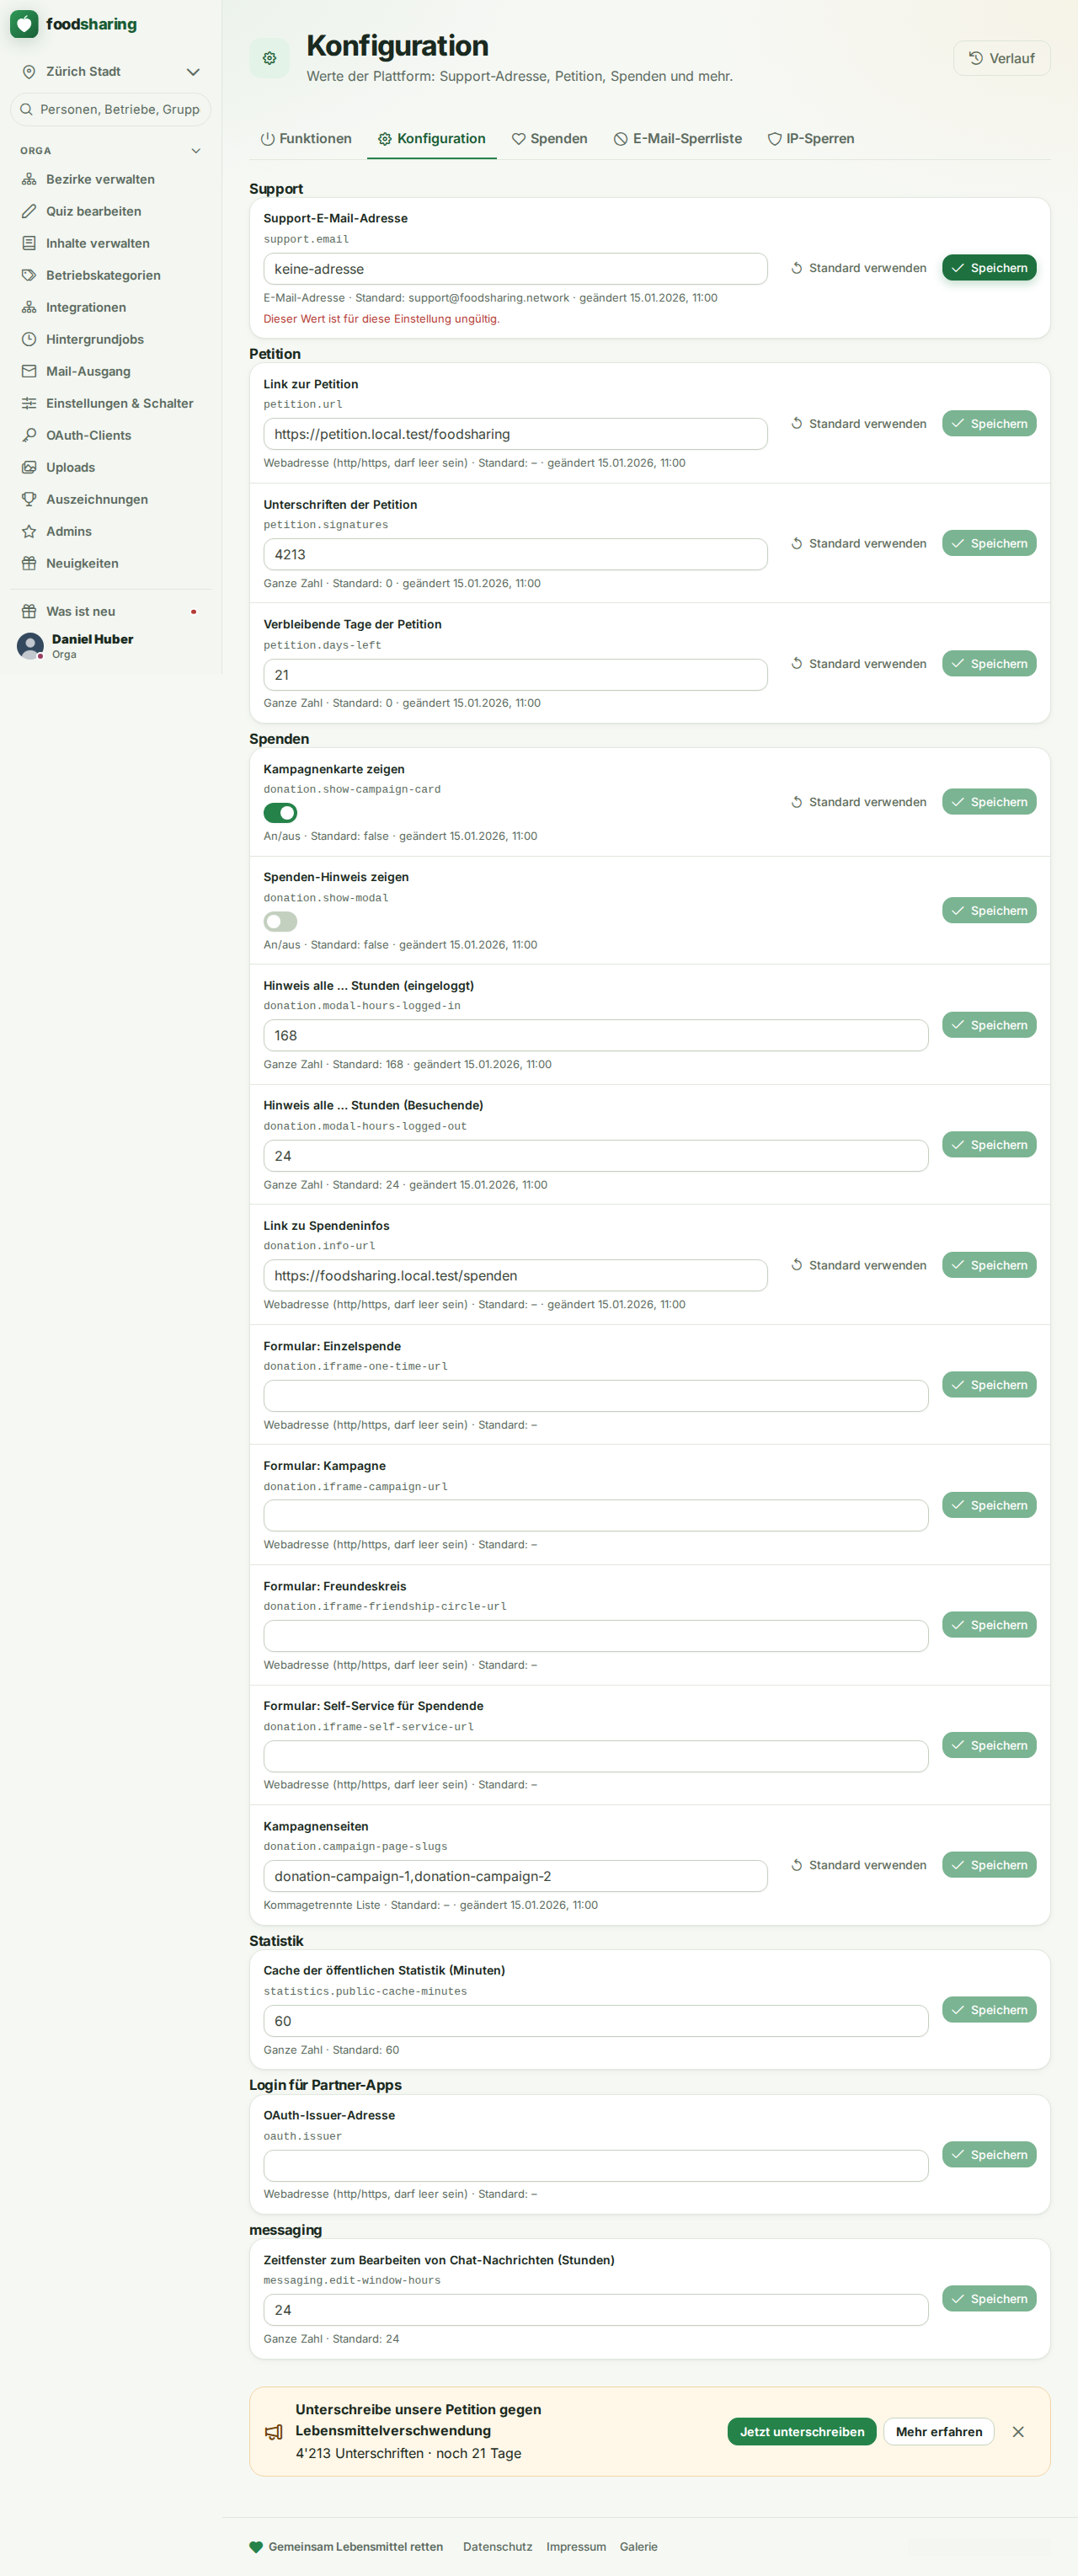 foodsharing
Zürich Stadt
Personen, Betriebe, Grupp
ORGA
Bezirke verwalten
Quiz bearbeiten
Inhalte verwalten
Betriebskategorien
Integrationen
Hintergrundjobs
Mail-Ausgang
Einstellungen & Schalter
OAuth-Clients
Uploads
Auszeichnungen
Admins
Neuigkeiten
Was ist neu
Daniel Huber
Orga
Konfiguration
Werte der Plattform: Support-Adresse, Petition, Spenden und mehr.
Verlauf
Funktionen Konfiguration Spenden E-Mail-Sperrliste IP-Sperren
Support
Support-E-Mail-Adresse
support.email
keine-adresse
Standard verwenden Speichern
E-Mail-Adresse · Standard: support@foodsharing.network · geändert 15.01.2026, 11:00
Dieser Wert ist für diese Einstellung ungültig.
Petition
Link zur Petition
petition.url
https://petition.local.test/foodsharing
Standard verwenden Speichern
Webadresse (http/https, darf leer sein) · Standard: – · geändert 15.01.2026, 11:00
Unterschriften der Petition
petition.signatures
4213
Standard verwenden Speichern
Ganze Zahl · Standard: 0 · geändert 15.01.2026, 11:00
Verbleibende Tage der Petition
petition.days-left
21
Standard verwenden Speichern
Ganze Zahl · Standard: 0 · geändert 15.01.2026, 11:00
Spenden
Kampagnenkarte zeigen
donation.show-campaign-card
Standard verwenden Speichern
An/aus · Standard: false · geändert 15.01.2026, 11:00
Spenden-Hinweis zeigen
donation.show-modal
Speichern
An/aus · Standard: false · geändert 15.01.2026, 11:00
Hinweis alle … Stunden (eingeloggt)
donation.modal-hours-logged-in
168
Speichern
Ganze Zahl · Standard: 168 · geändert 15.01.2026, 11:00
Hinweis alle … Stunden (Besuchende)
donation.modal-hours-logged-out
24
Speichern
Ganze Zahl · Standard: 24 · geändert 15.01.2026, 11:00
Link zu Spendeninfos
donation.info-url
https://foodsharing.local.test/spenden
Standard verwenden Speichern
Webadresse (http/https, darf leer sein) · Standard: – · geändert 15.01.2026, 11:00
Formular: Einzelspende
donation.iframe-one-time-url
Speichern
Webadresse (http/https, darf leer sein) · Standard: –
Formular: Kampagne
donation.iframe-campaign-url
Speichern
Webadresse (http/https, darf leer sein) · Standard: –
Formular: Freundeskreis
donation.iframe-friendship-circle-url
Speichern
Webadresse (http/https, darf leer sein) · Standard: –
Formular: Self-Service für Spendende
donation.iframe-self-service-url
Speichern
Webadresse (http/https, darf leer sein) · Standard: –
Kampagnenseiten
donation.campaign-page-slugs
donation-campaign-1,donation-campaign-2
Standard verwenden Speichern
Kommagetrennte Liste · Standard: – · geändert 15.01.2026, 11:00
Statistik
Cache der öffentlichen Statistik (Minuten)
statistics.public-cache-minutes
60
Speichern
Ganze Zahl · Standard: 60
Login für Partner-Apps
OAuth-Issuer-Adresse
oauth.issuer
Speichern
Webadresse (http/https, darf leer sein) · Standard: –
messaging
Zeitfenster zum Bearbeiten von Chat-Nachrichten (Stunden)
messaging.edit-window-hours
24
Speichern
Ganze Zahl · Standard: 24
Unterschreibe unsere Petition gegen
Lebensmittelverschwendung
4'213 Unterschriften · noch 21 Tage
Jetzt unterschreiben Mehr erfahren
Gemeinsam Lebensmittel retten Datenschutz Impressum Galerie